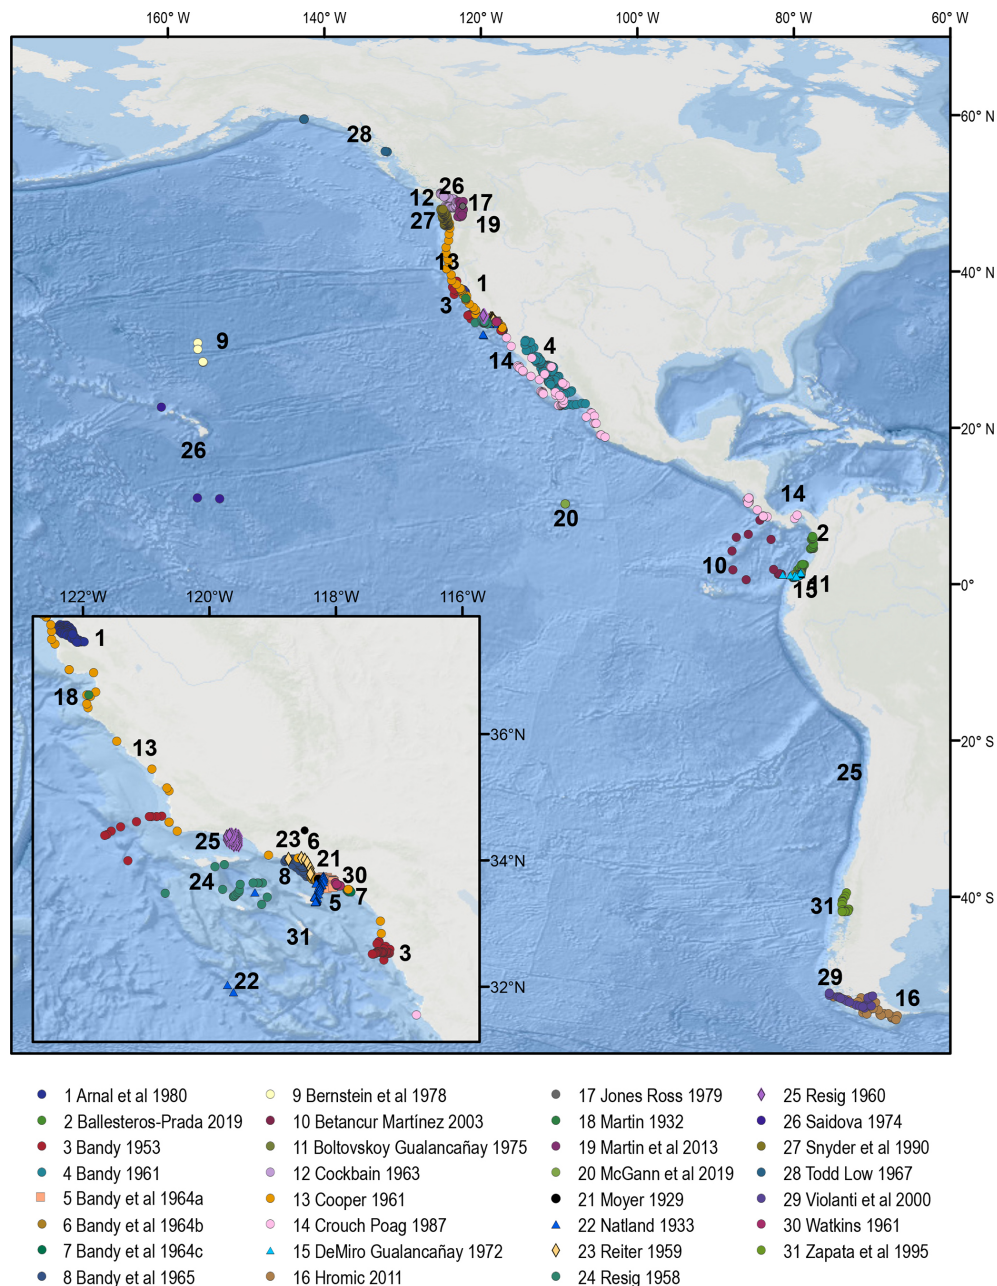 160° W 140° W 120° W 100° W 80° W 60° W
60° N
28
26
12 17
27 19
40° N
13
1
3
4
9
14
20° N
26
14
20
2
10
0°
15 11
122°W 120°W 118°W 116°W
1
18
20° S
36°N
13
25
23 6
25
21
34°N
8 30
24
5 7
31
40° S
31
3
22
32°N
29
16
1 Arnal et al 1980
2 Ballesteros-Prada 2019
3 Bandy 1953
4 Bandy 1961
5 Bandy et al 1964a
6 Bandy et al 1964b
7 Bandy et al 1964c
8 Bandy et al 1965
9 Bernstein et al 1978
10 Betancur Martínez 2003
11 Boltovskoy Gualancañay 1975
12 Cockbain 1963
13 Cooper 1961
14 Crouch Poag 1987
15 DeMiro Gualancañay 1972
16 Hromic 2011
17 Jones Ross 1979
18 Martin 1932
19 Martin et al 2013
20 McGann et al 2019
21 Moyer 1929
22 Natland 1933
23 Reiter 1959
24 Resig 1958
25 Resig 1960
26 Saidova 1974
27 Snyder et al 1990
28 Todd Low 1967
29 Violanti et al 2000
30 Watkins 1961
31 Zapata et al 1995